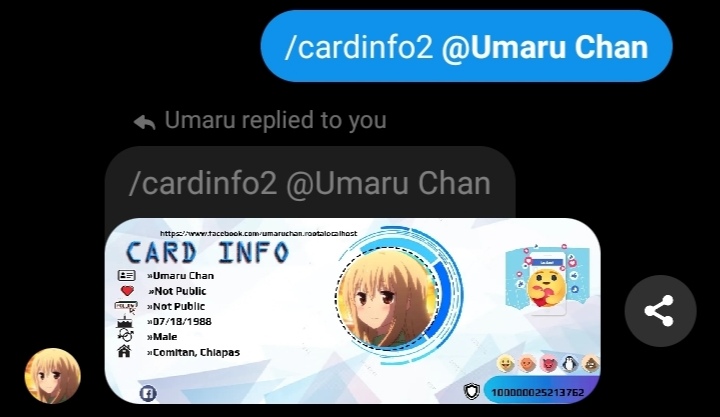 /cardinfo2 @Umaru Chan
Umaru replied to you
/cardinfo2 @Umaru Chan
https://www.facebook.com/umaruchan.rootalocalhost
CARD INFO
»Umaru Chan
»Not Public
»Not Public
»07/18/1988
»Male
»Comitan, Chiapas
100000025213762